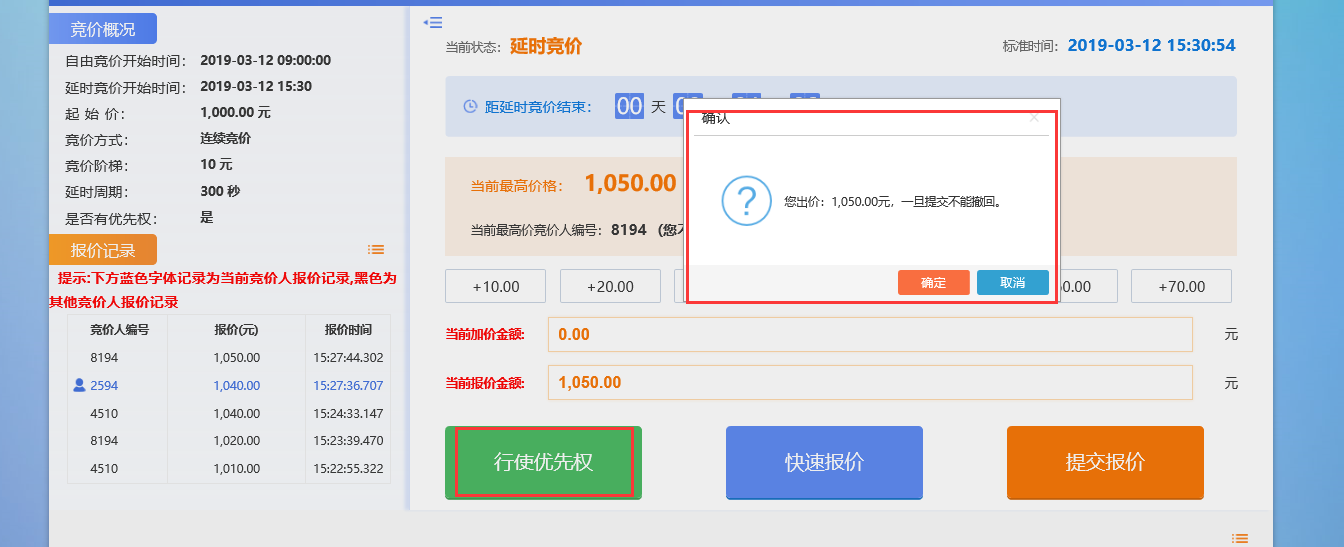 竞价概况
自由竞价开始时间： 2019-03-12 09:00:00
延时竞价开始时间： 2019-03-12 15:30
起 始 价： 1,000.00 元
竞价方式： 连续竞价
竞价阶梯： 10 元
延时周期： 300 秒
是否有优先权： 是
报价记录
提示:下方蓝色字体记录为当前竞价人报价记录,黑色为
其他竞价人报价记录
竞价人编号 报价(元) 报价时间
8194 1,050.00 15:27:44.302
2594 1,040.00 15:27:36.707
4510 1,040.00 15:24:33.147
8194 1,020.00 15:23:39.470
4510 1,010.00 15:22:55.322
当前状态： 延时竞价 标准时间： 2019-03-12 15:30:54
距延时竞价结束： 00 天
当前最高价格： 1,050.00
当前最高价竞价人编号： 8194 （您
+10.00 +20.00 0.00 +70.00
当前加价金额: 0.00 元
当前报价金额: 1,050.00 元
行使优先权 快速报价 提交报价
确认 ×
您出价：1,050.00元，一旦提交不能撤回。
确定 取消